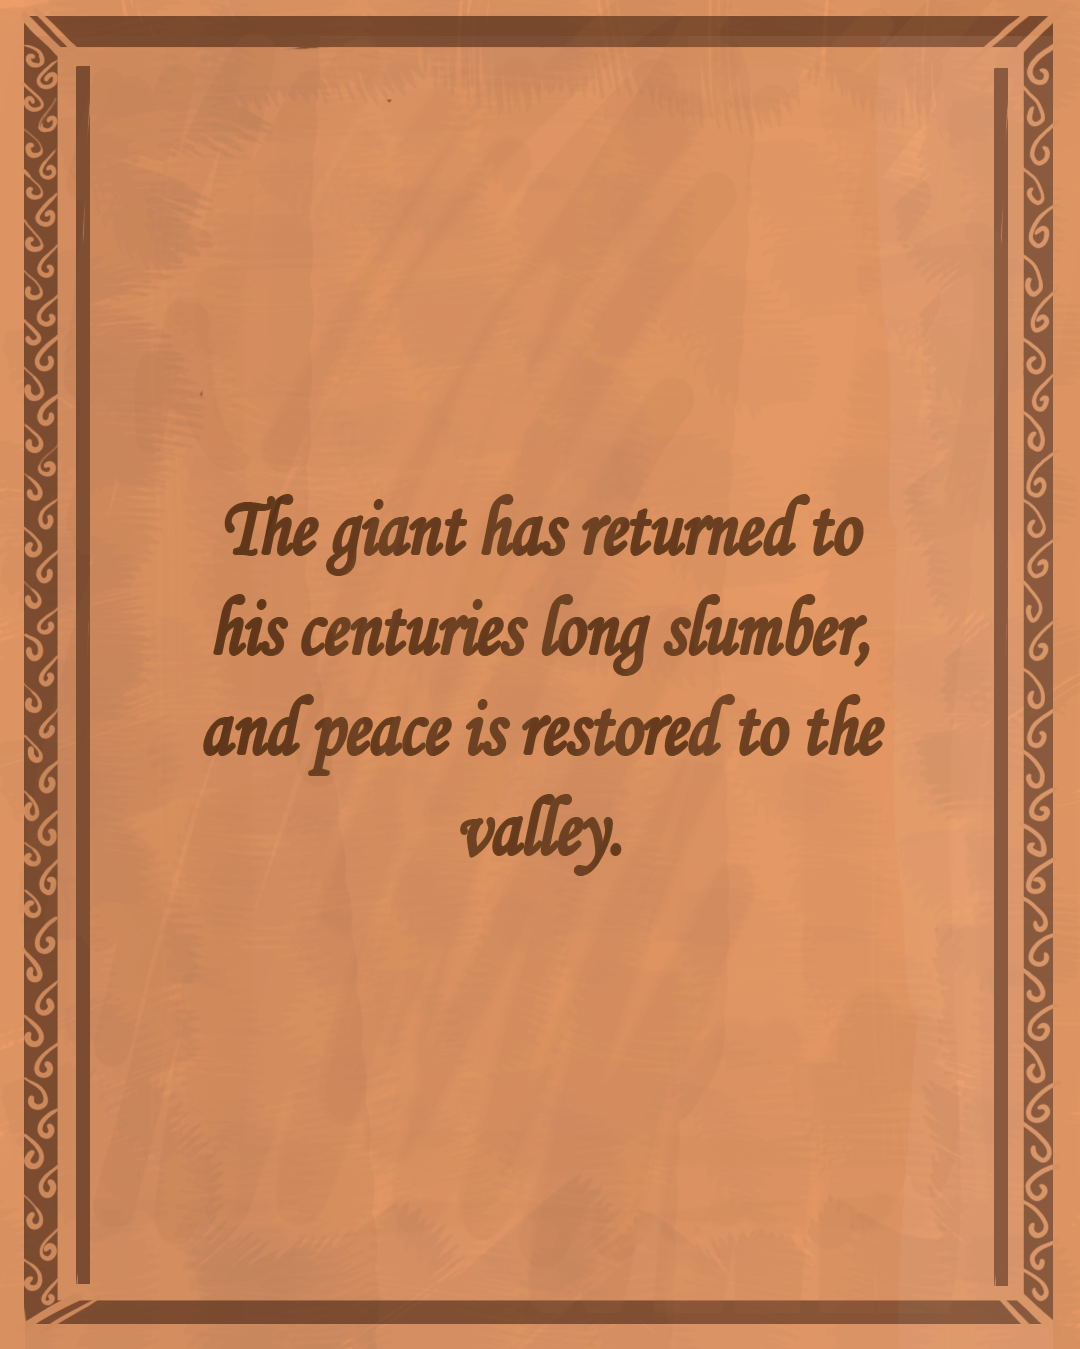 The giant has returned to
his centuries long slumber,
and peace is restored to the
valley.